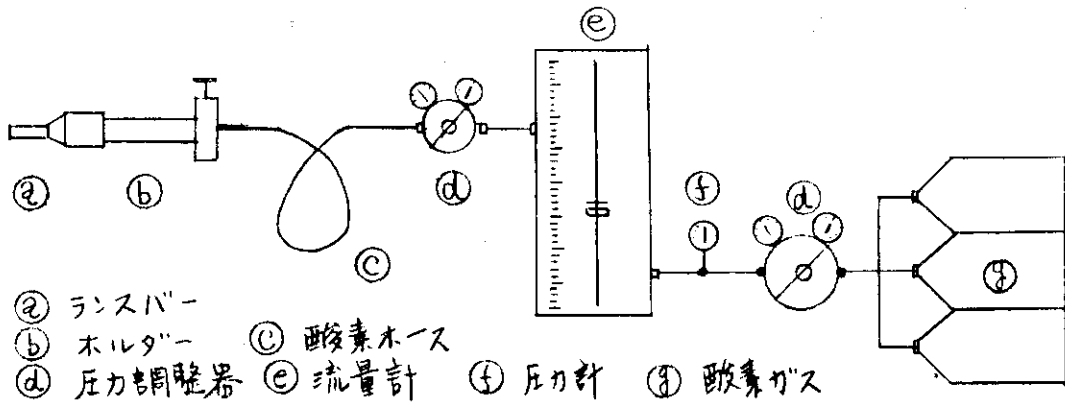 ⓔ
ⓕ ⓓ
ⓐ ⓑ ⓓ
ⓒ ⓖ
ⓐ ランスバー
ⓑ ホルダー ⓒ 酸素ホース
ⓓ 圧力調整器 ⓔ 流量計 ⓕ 圧力計 ⓖ 酸素ガス